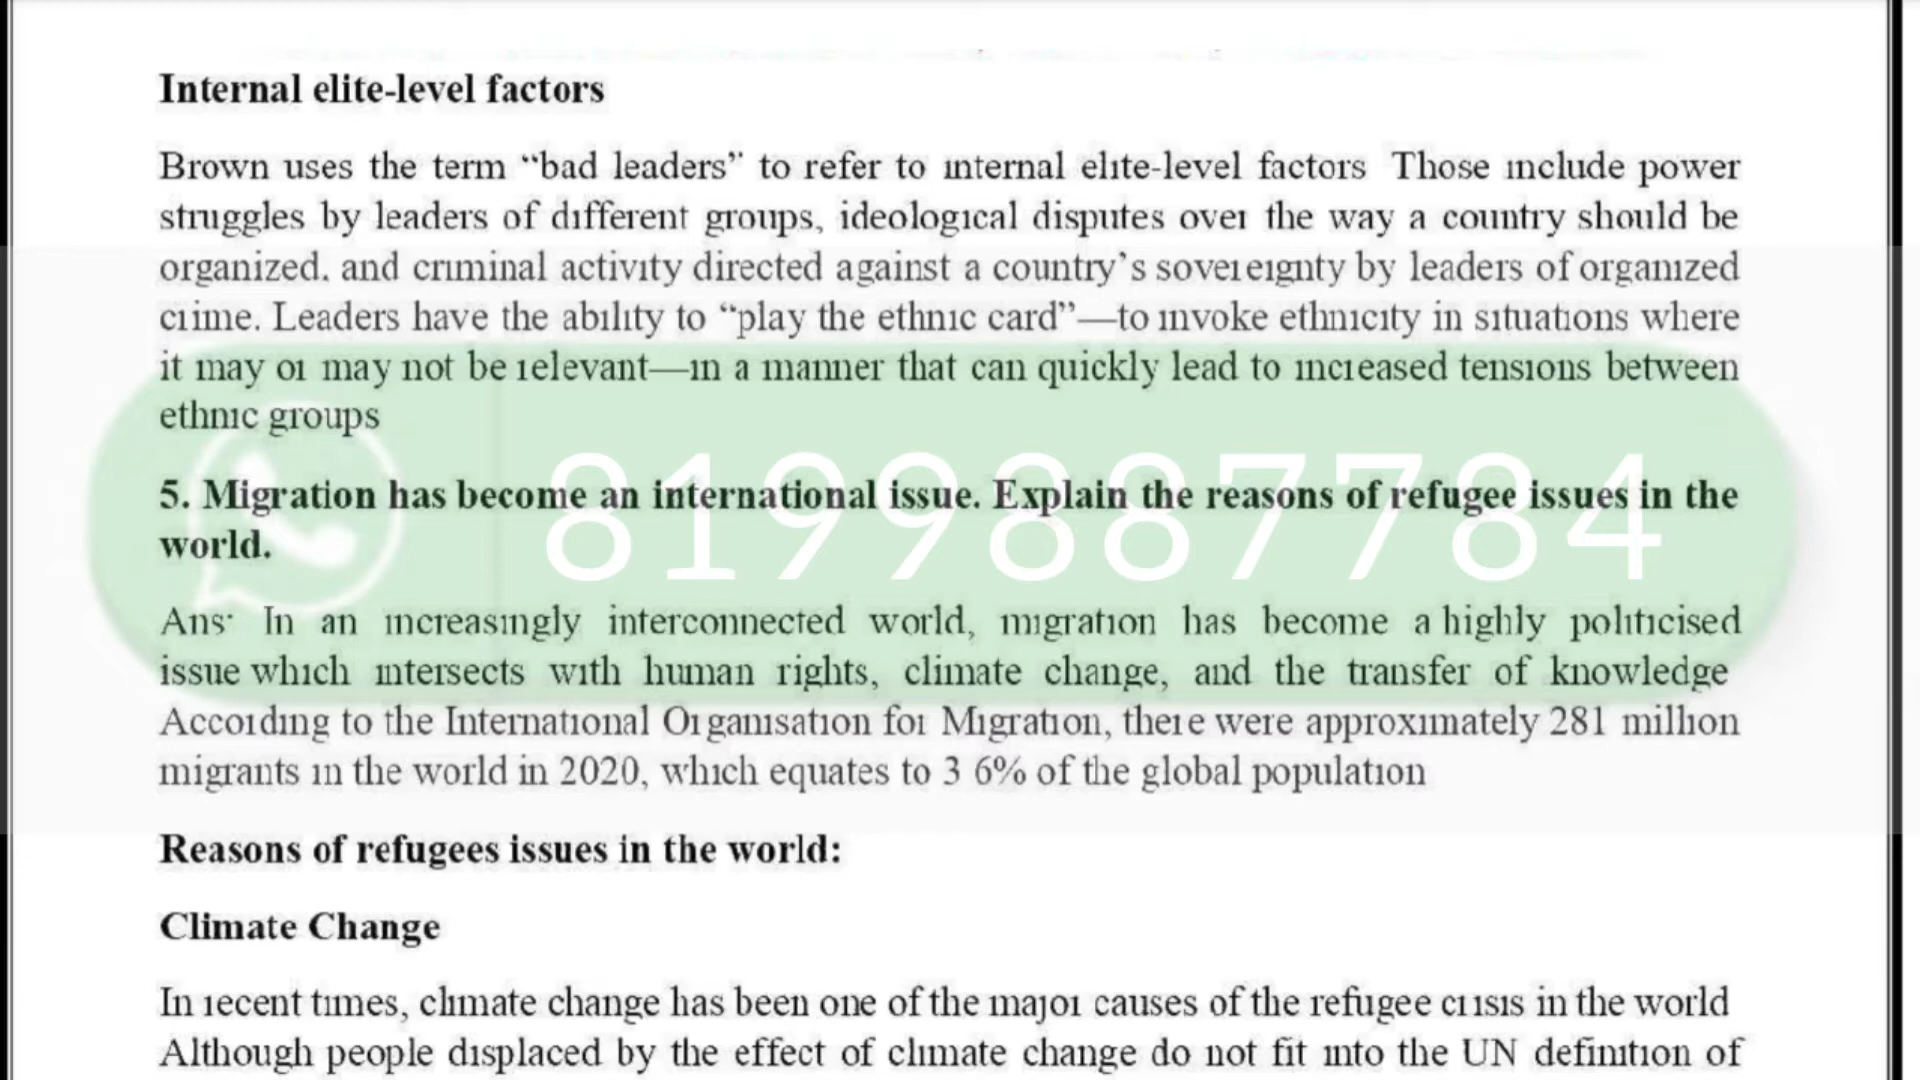 Internal elite-level factors
Brown uses the term “bad leaders” to refer to internal elite-level factors Those include power
struggles by leaders of different groups, ideological disputes over the way a country should be
organized. and criminal activity directed against a country’s sovereignty by leaders of organized
crime. Leaders have the ability to “play the ethnic card”—to invoke ethnicity in situations where
it may or may not be relevant—in a manner that can quickly lead to increased tensions between
ethnic groups
8199887784
5. Migration has become an international issue. Explain the reasons of refugee issues in the
world.
Ans· In an increasingly interconnected world, migration has become a highly politicised
issue which intersects with human rights, climate change, and the transfer of knowledge
According to the International Organisation for Migration, there were approximately 281 million
migrants in the world in 2020, which equates to 3 6% of the global population
Reasons of refugees issues in the world:
Climate Change
In recent times, climate change has been one of the major causes of the refugee crisis in the world
Although people displaced by the effect of climate change do not fit into the UN definition of